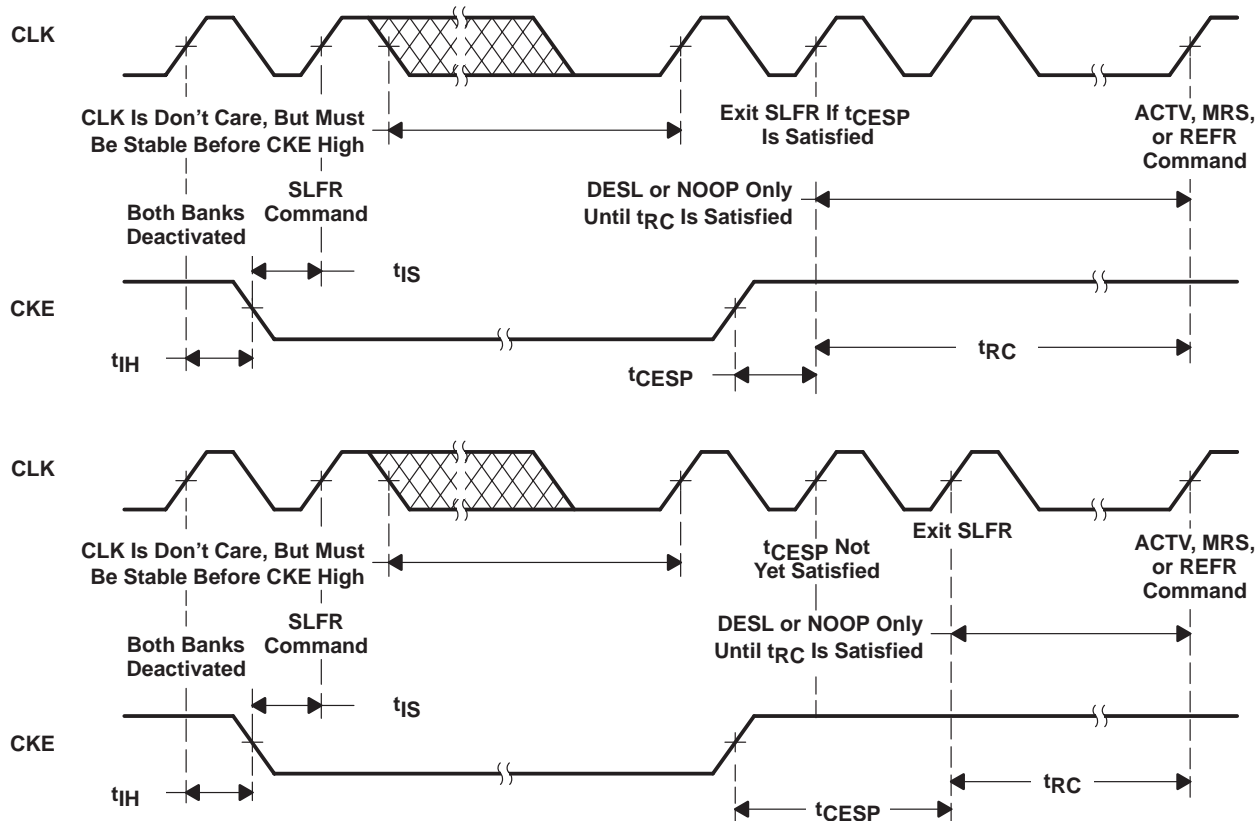 CLK
CLK Is Don't Care, But Must
Be Stable Before CKE High
Exit SLFR If tCESP
Is Satisfied
ACTV, MRS,
or REFR
Command
Both Banks
Deactivated
SLFR
Command
DESL or NOOP Only
Until tRC Is Satisfied
tIS
CKE
tIH
tCESP
tRC
CLK
CLK Is Don't Care, But Must
Be Stable Before CKE High
tCESP Not
Yet Satisfied
Exit SLFR
ACTV, MRS,
or REFR
Command
Both Banks
Deactivated
SLFR
Command
DESL or NOOP Only
Until tRC Is Satisfied
tIS
CKE
tIH
tCESP
tRC